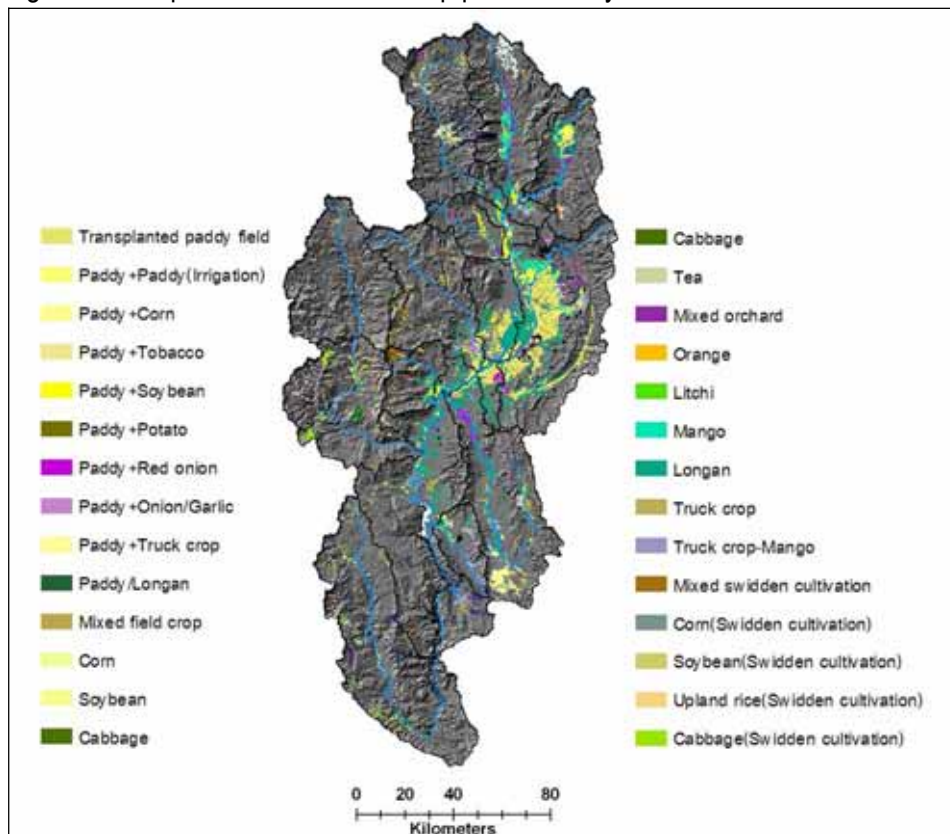 Transplanted paddy field
Paddy +Paddy(Irrigation)
Paddy +Corn
Paddy +Tobacco
Paddy +Soybean
Paddy +Potato
Paddy +Red onion
Paddy +Onion/Garlic
Paddy +Truck crop
Paddy/Longan
Mixed field crop
Corn
Soybean
Cabbage
Cabbage
Tea
Mixed orchard
Orange
Litchi
Mango
Longan
Truck crop
Truck crop-Mango
Mixed swidden cultivation
Corn(Swidden cultivation)
Soybean(Swidden cultivation)
Upland rice(Swidden cultivation)
Cabbage(Swidden cultivation)
0 20 40 80
Kilometers